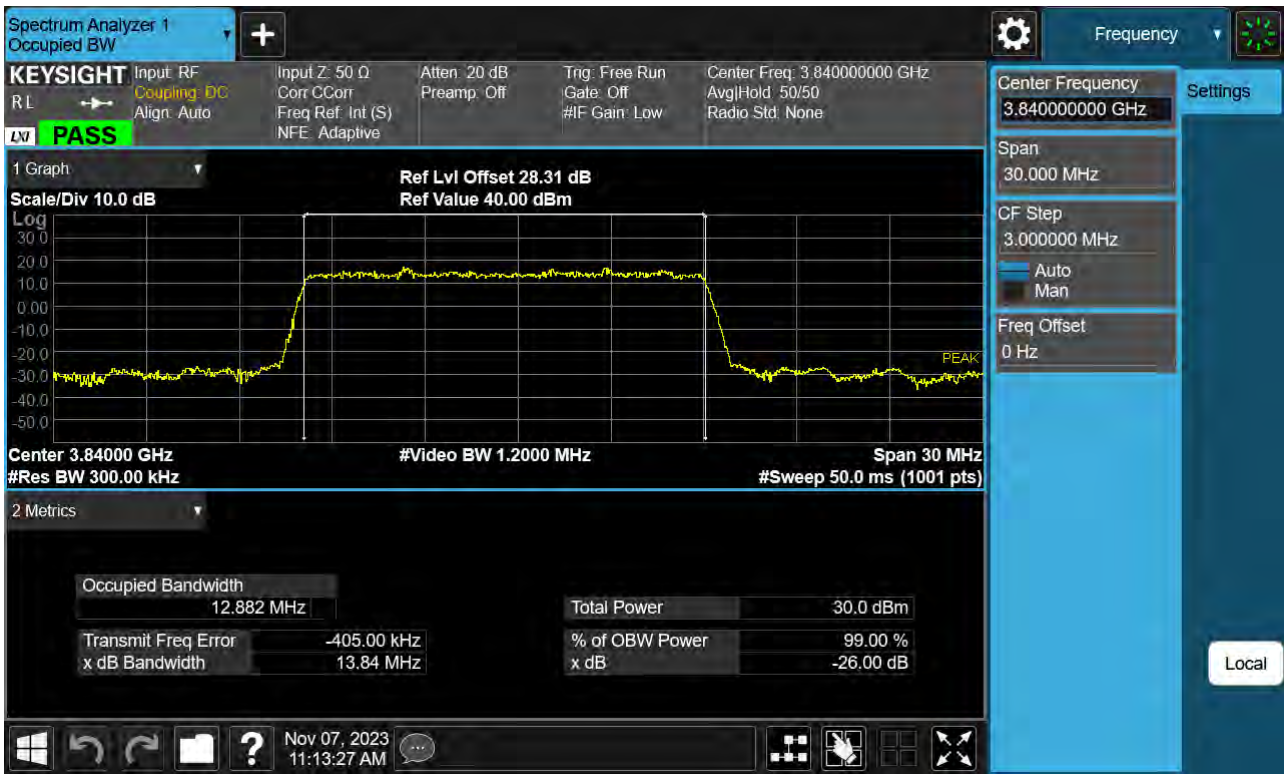 Spectrum Analyzer 1
Occupied BW
Frequency
KEYSIGHT
RL
LXI PASS
Input: RF
Coupling: DC
Align: Auto
Input Z: 50 Ω
Corr CCorr
Freq Ref: Int (S)
NFE: Adaptive
Atten: 20 dB
Preamp: Off
Trig: Free Run
Gate: Off
#IF Gain: Low
Center Freq: 3.840000000 GHz
Avg|Hold: 50/50
Radio Std: None
Center Frequency
3.840000000 GHz
Settings
Span
30.000 MHz
CF Step
3.000000 MHz
Auto
Man
Freq Offset
0 Hz
1 Graph
Scale/Div 10.0 dB
Ref Lvl Offset 28.31 dB
Ref Value 40.00 dBm
Log
30.0
20.0
10.0
0.00
-10.0
-20.0
-30.0
-40.0
-50.0
PEAK
Center 3.84000 GHz
#Video BW 1.2000 MHz
Span 30 MHz
#Res BW 300.00 kHz
#Sweep 50.0 ms (1001 pts)
2 Metrics
Occupied Bandwidth
12.882 MHz
Total Power 30.0 dBm
Transmit Freq Error -405.00 kHz
% of OBW Power 99.00 %
x dB Bandwidth 13.84 MHz
x dB -26.00 dB
Local
Nov 07, 2023
11:13:27 AM